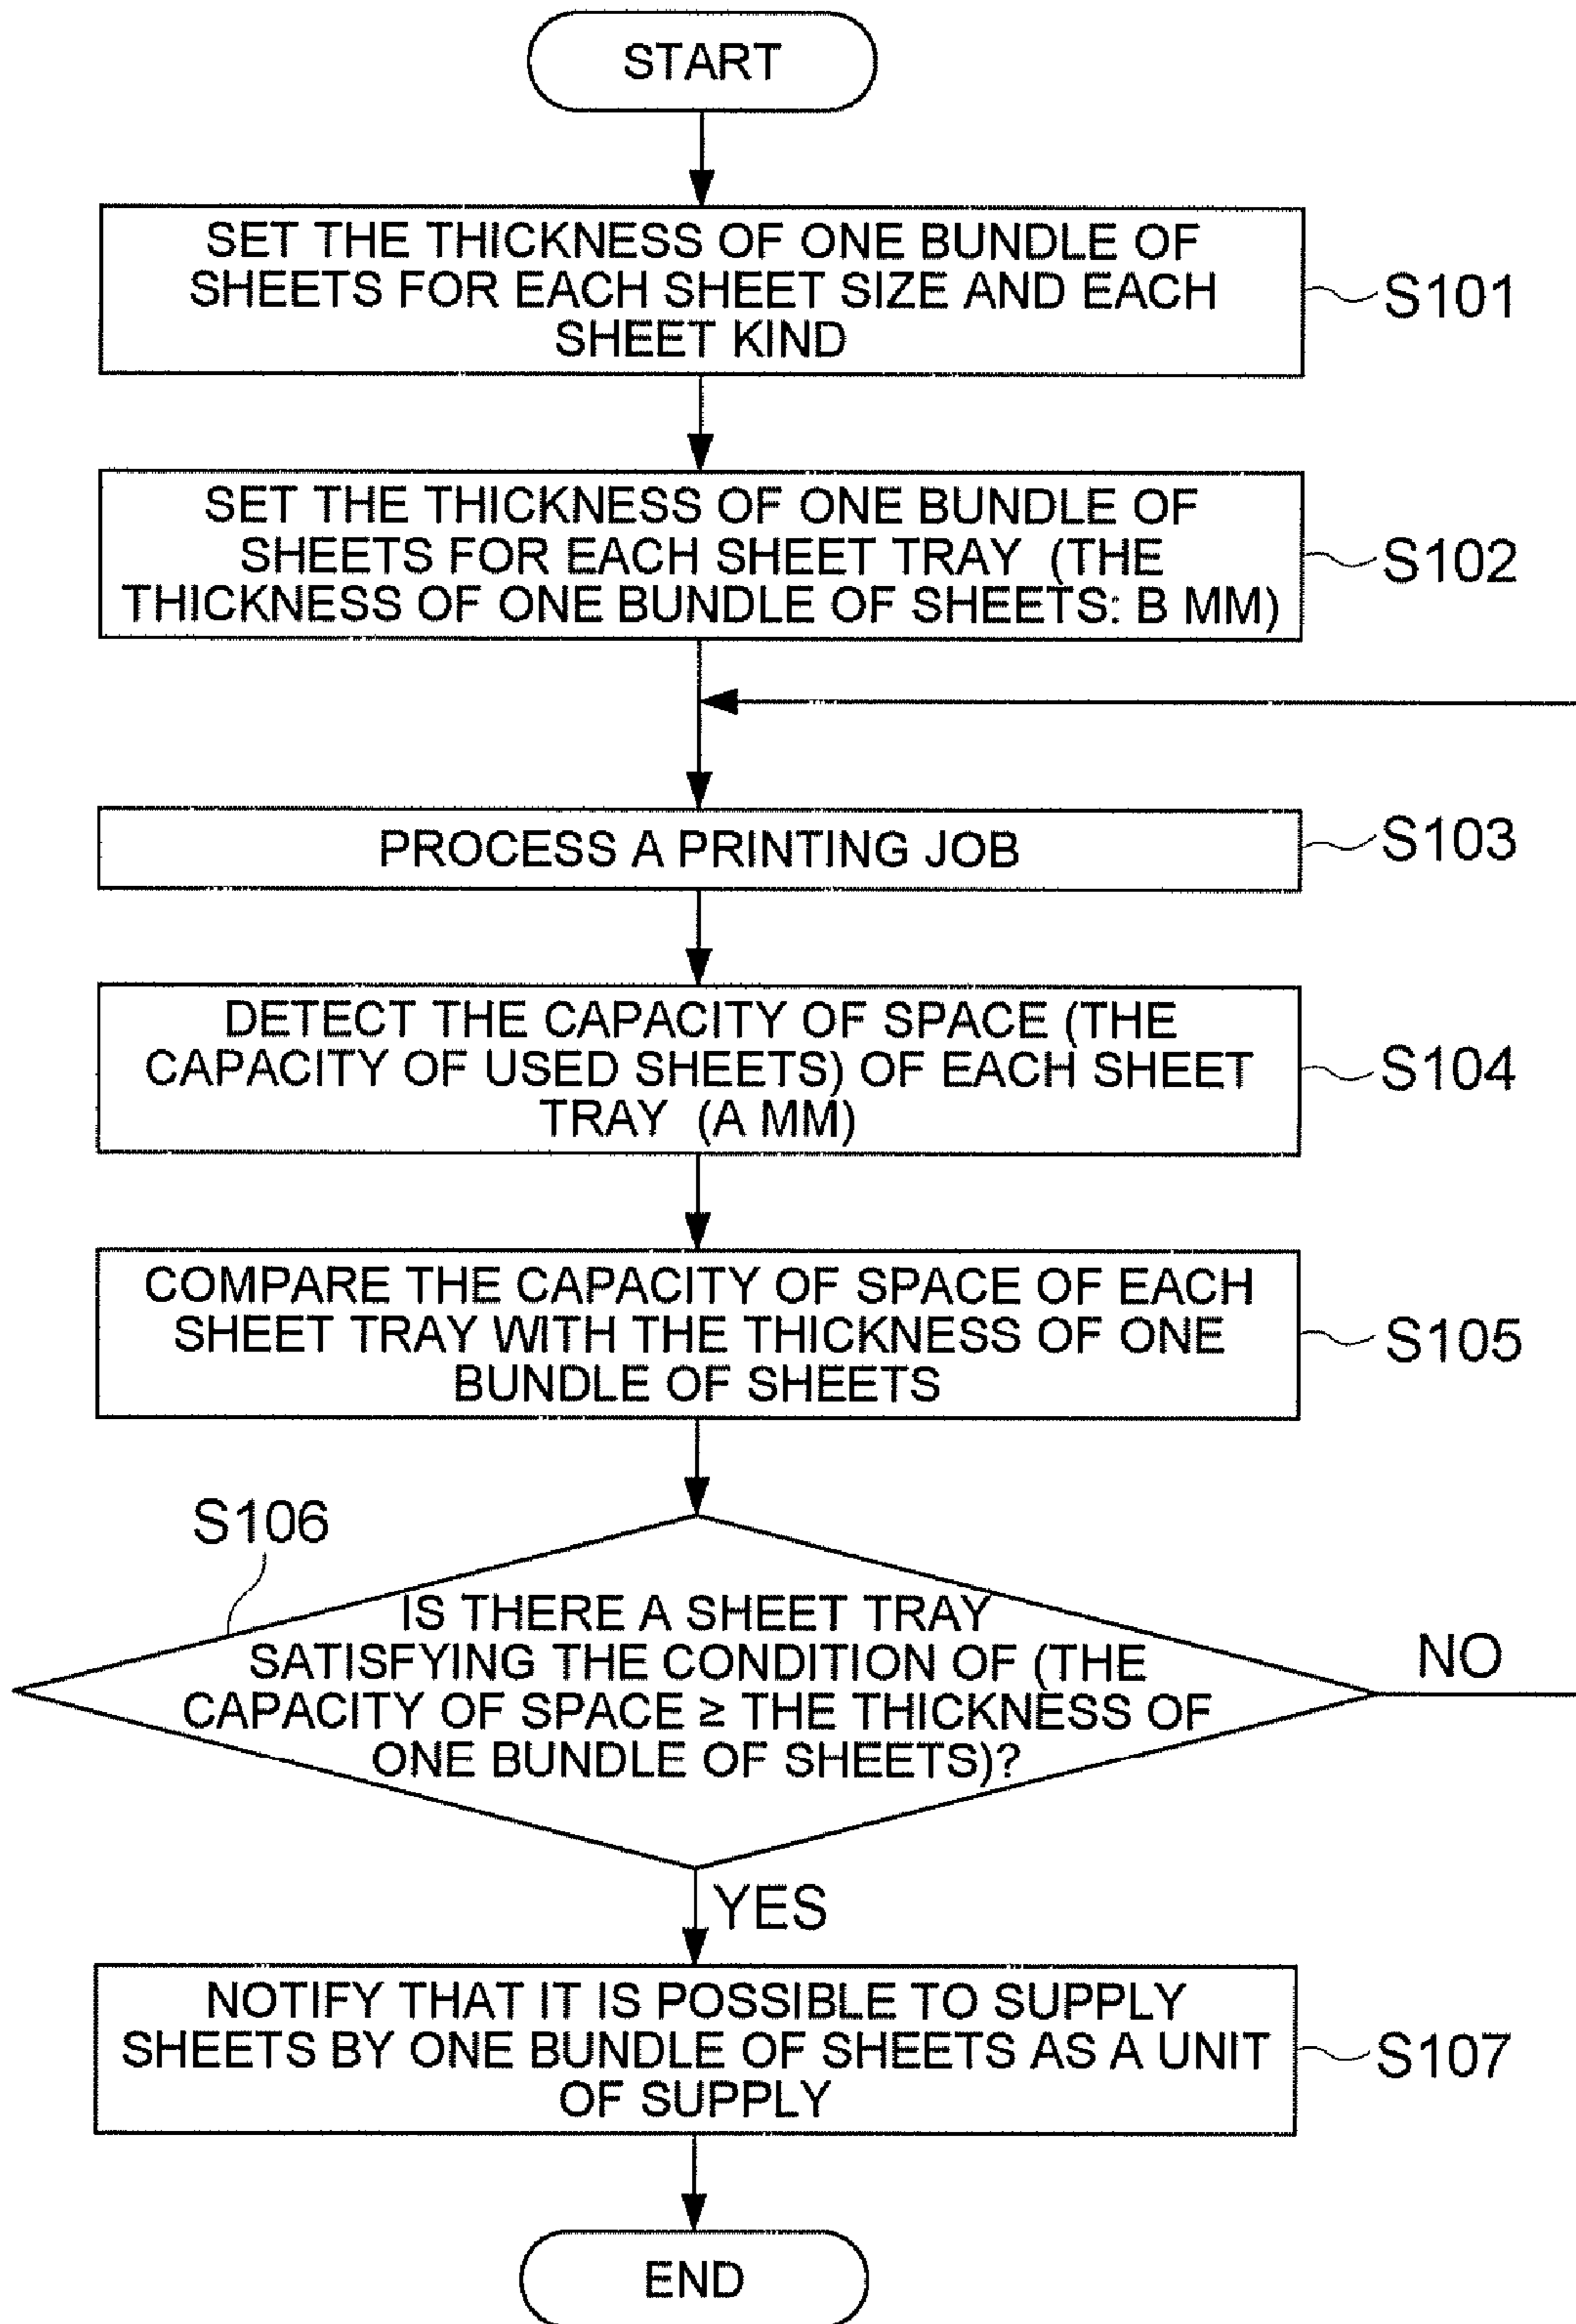 START
SET THE THICKNESS OF ONE BUNDLE OF
SHEETS FOR EACH SHEET SIZE AND EACH
SHEET KIND
S101
SET THE THICKNESS OF ONE BUNDLE OF
SHEETS FOR EACH SHEET TRAY (THE
THICKNESS OF ONE BUNDLE OF SHEETS: B MM)
S102
PROCESS A PRINTING JOB
S103
DETECT THE CAPACITY OF SPACE (THE
CAPACITY OF USED SHEETS) OF EACH SHEET
TRAY (A MM)
S104
COMPARE THE CAPACITY OF SPACE OF EACH
SHEET TRAY WITH THE THICKNESS OF ONE
BUNDLE OF SHEETS
S105
S106
IS THERE A SHEET TRAY
SATISFYING THE CONDITION OF (THE
CAPACITY OF SPACE ≥ THE THICKNESS OF
ONE BUNDLE OF SHEETS)?
NO
YES
NOTIFY THAT IT IS POSSIBLE TO SUPPLY
SHEETS BY ONE BUNDLE OF SHEETS AS A UNIT
OF SUPPLY
S107
END